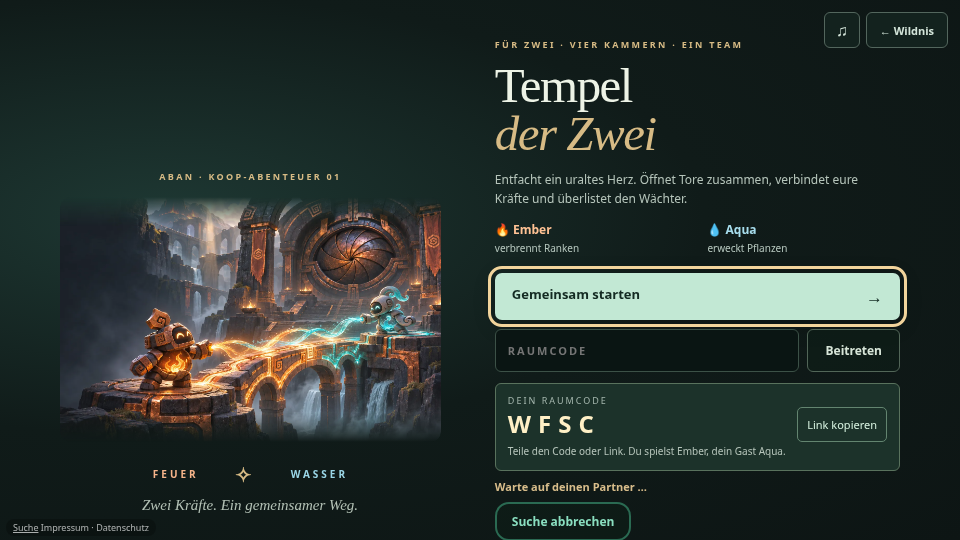 ♫
← Wildnis
FÜR ZWEI · VIER KAMMERN · EIN TEAM
Tempel
der Zwei
Entfacht ein uraltes Herz. Öffnet Tore zusammen, verbindet eure
Kräfte und überlistet den Wächter.
🔥 Ember
verbrennt Ranken
💧 Aqua
erweckt Pflanzen
Gemeinsam starten →
RAUMCODE
Beitreten
DEIN RAUMCODE
WFSC
Link kopieren
Teile den Code oder Link. Du spielst Ember, dein Gast Aqua.
Warte auf deinen Partner …
Suche abbrechen
ABAN · KOOP-ABENTEUER 01
FEUER ✧ WASSER
Zwei Kräfte. Ein gemeinsamer Weg.
Suche Impressum · Datenschutz